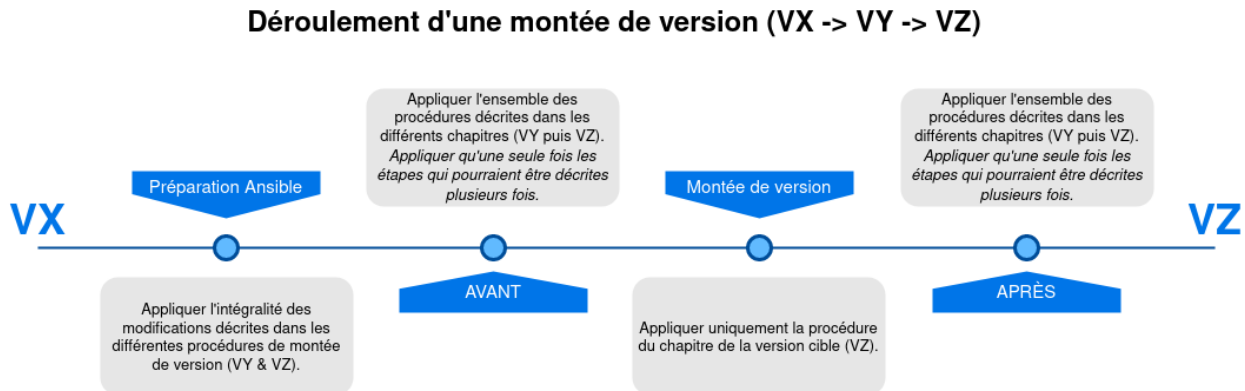 Déroulement d'une montée de version (VX -> VY -> VZ)
VX
Préparation Ansible
Appliquer l'intégralité des
modifications décrites dans les
différentes procédures de montée
de version (VY & VZ).
Appliquer l'ensemble des
procédures décrites dans les
différents chapitres (VY puis VZ).
Appliquer qu'une seule fois les
étapes qui pourraient être décrites
plusieurs fois.
AVANT
Montée de version
Appliquer uniquement la procédure
du chapitre de la version cible (VZ).
Appliquer l'ensemble des
procédures décrites dans les
différents chapitres (VY puis VZ).
Appliquer qu'une seule fois les
étapes qui pourraient être décrites
plusieurs fois.
APRÈS
VZ